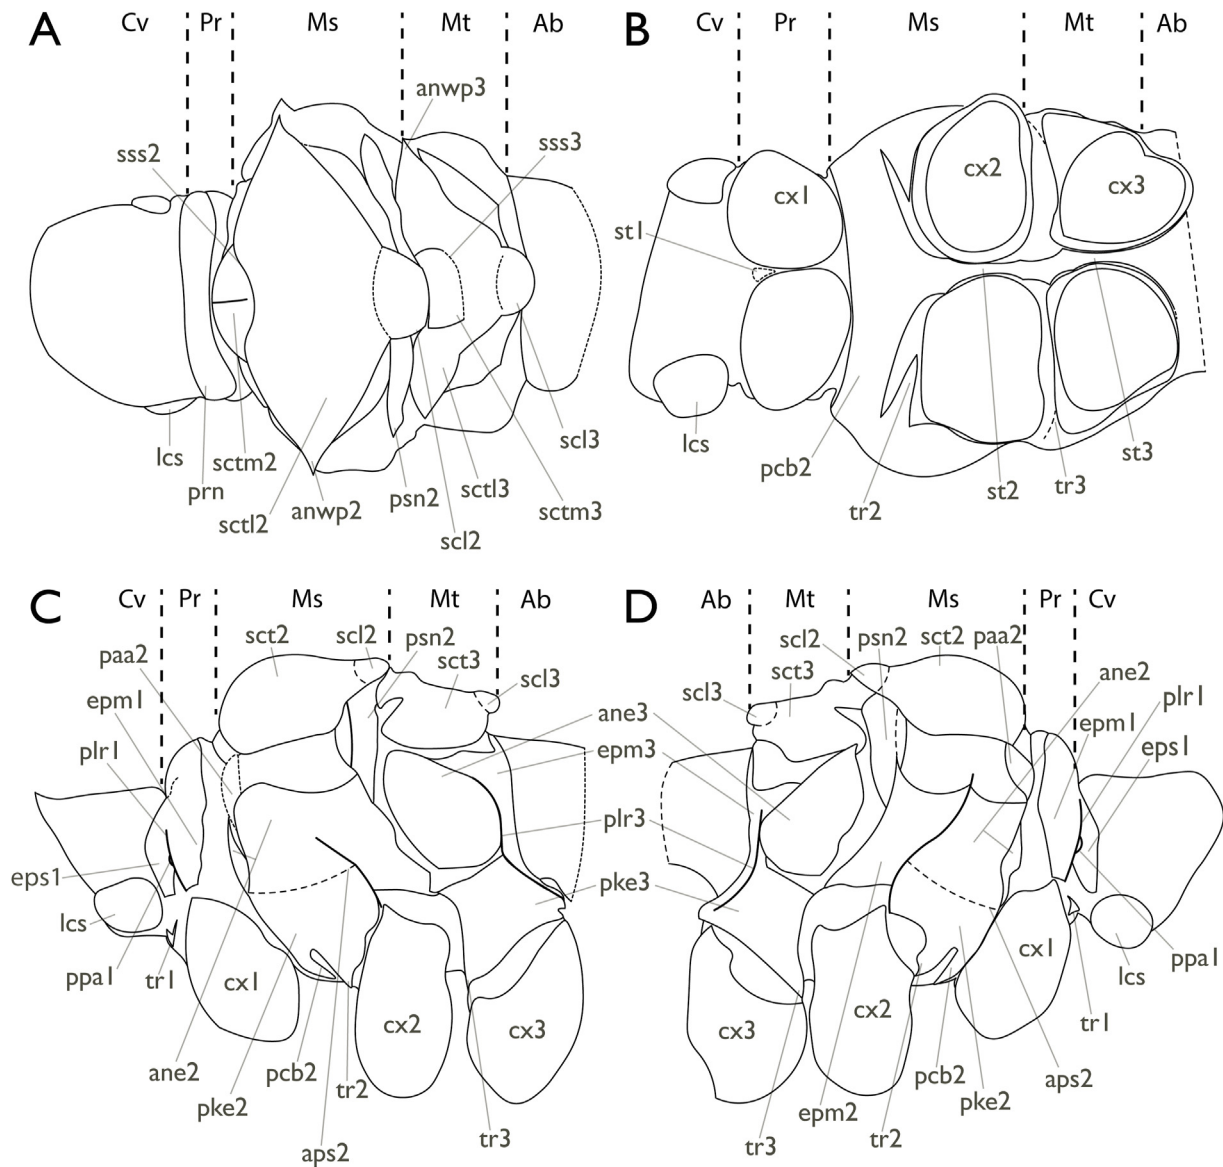 A Cv Pr Ms Mt Ab
anwp3
sss2
sss3
lcs
prn
sctm2
sctl2
anwp2
psn2
scl2
sctl3
sctm3
scl3
B Cv Pr Ms Mt Ab
cx1
cx2
cx3
st1
lcs
pcb2
tr2
st2
tr3
st3
C Cv Pr Ms Mt Ab
sct2
scl2
psn2
sct3
scl3
paa2
epm1
plr1
eps1
lcs
ppa1
tr1
cx1
cx2
cx3
ane2
pke2
pcb2
aps2
tr2
tr3
ane3
epm3
plr3
pke3
D Ab Mt Ms Pr Cv
scl2
psn2
sct2
paa2
sct3
scl3
ane2
plr1
epm1
eps1
cx3
cx2
cx1
lcs
ppa1
tr1
aps2
pke2
pcb2
tr2
epm2
tr3